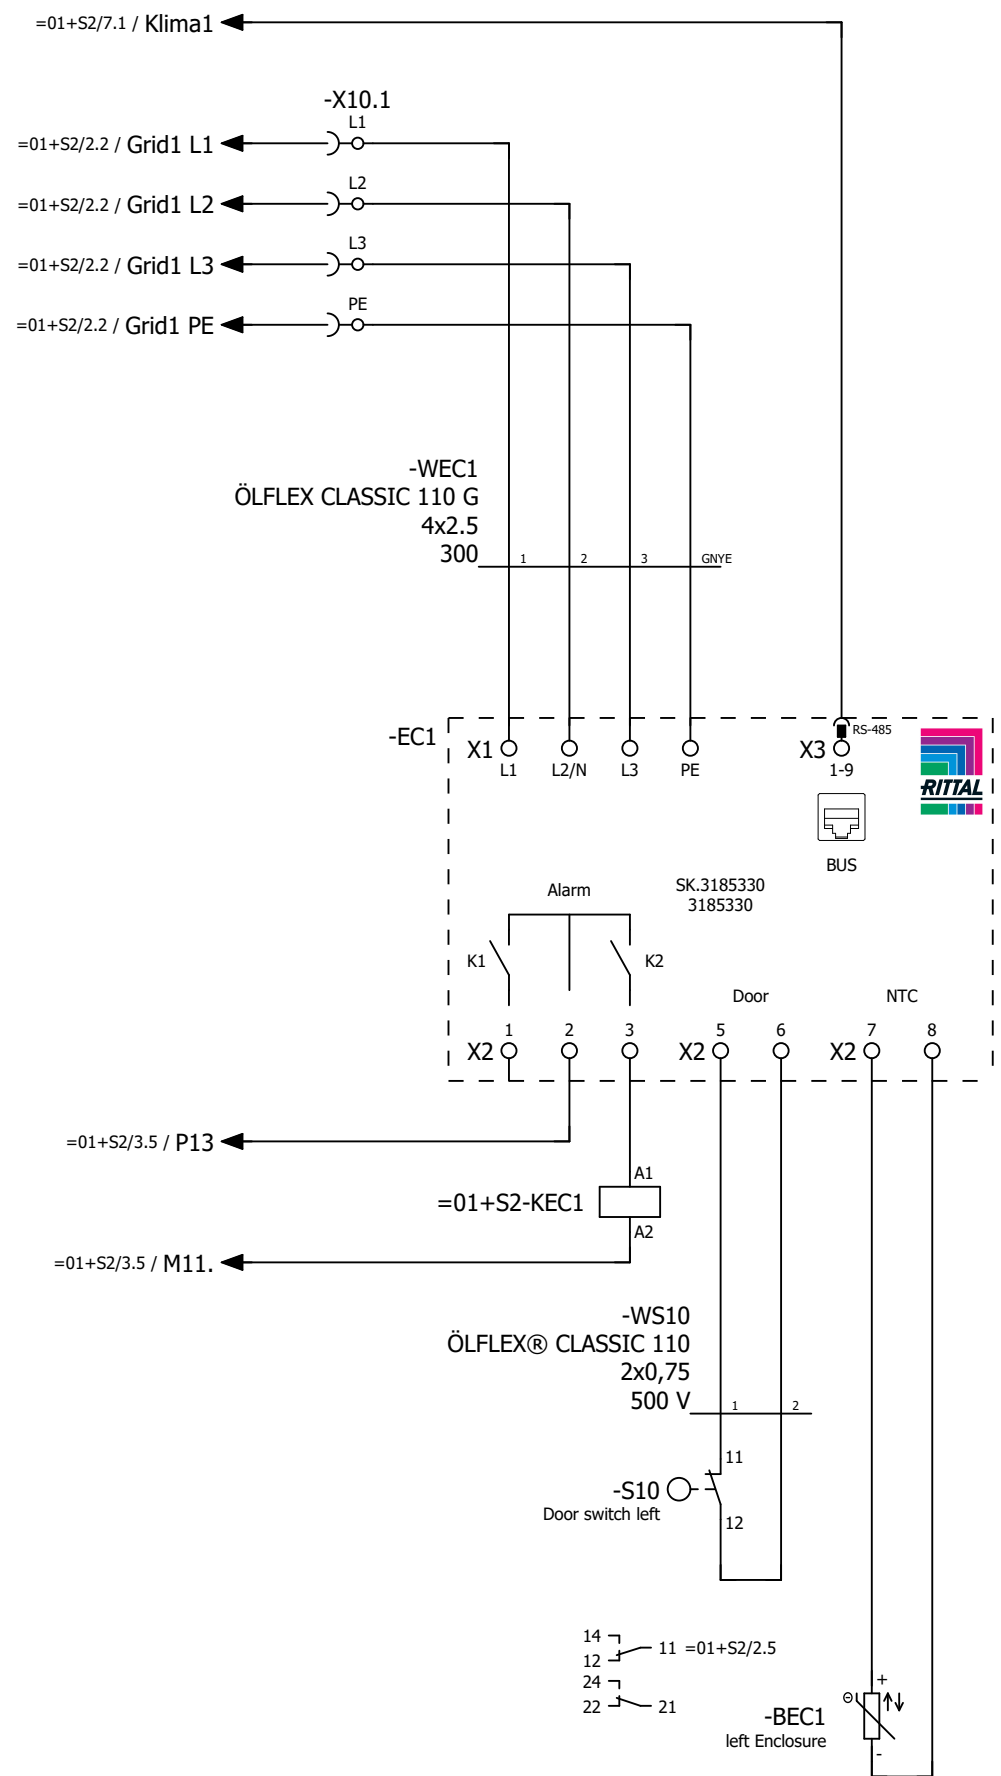 =01+S2/7.1 / Klima1
-X10.1
L1
=01+S2/2.2 / Grid1 L1
L2
=01+S2/2.2 / Grid1 L2
L3
=01+S2/2.2 / Grid1 L3
PE
=01+S2/2.2 / Grid1 PE
-WEC1
ÖLFLEX CLASSIC 110 G
4x2.5
300
1 2 3 GNYE
-EC1
RS-485
X1 X3
L1 L2/N L3 PE 1-9
RITTAL
BUS
Alarm
SK.3185330
3185330
K1 K2
Door NTC
1 2 3 5 6 7 8
X2 X2 X2
=01+S2/3.5 / P13
A1
=01+S2-KEC1
A2
=01+S2/3.5 / M11.
-WS10
ÖLFLEX® CLASSIC 110
2x0,75
500 V
1 2
11
-S10
Door switch left
12
14
11 =01+S2/2.5
12
24
22 21
+
Θ
-BEC1
left Enclosure
-